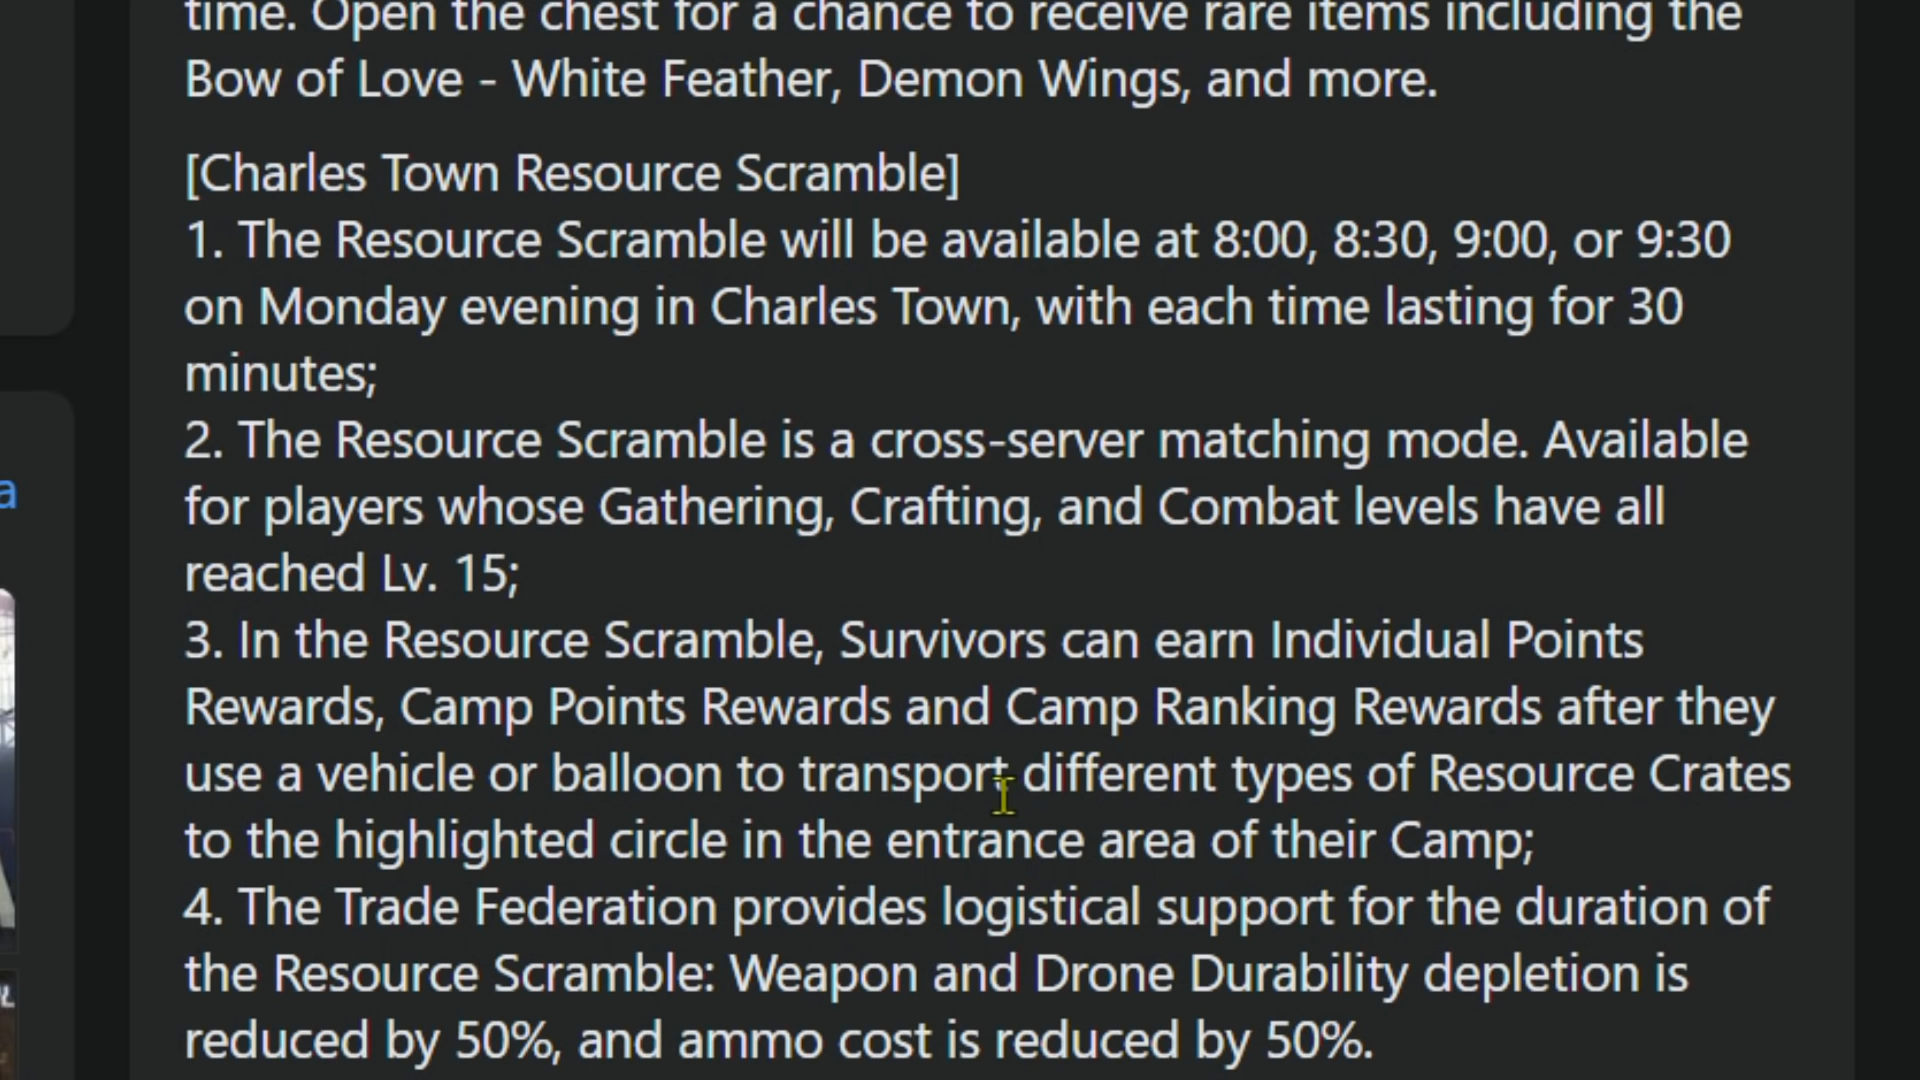 time. Open the chest for a chance to receive rare items including the
Bow of Love - White Feather, Demon Wings, and more.
[Charles Town Resource Scramble]
1. The Resource Scramble will be available at 8:00, 8:30, 9:00, or 9:30
on Monday evening in Charles Town, with each time lasting for 30
minutes;
2. The Resource Scramble is a cross-server matching mode. Available
for players whose Gathering, Crafting, and Combat levels have all
reached Lv. 15;
3. In the Resource Scramble, Survivors can earn Individual Points
Rewards, Camp Points Rewards and Camp Ranking Rewards after they
use a vehicle or balloon to transport different types of Resource Crates
to the highlighted circle in the entrance area of their Camp;
4. The Trade Federation provides logistical support for the duration of
the Resource Scramble: Weapon and Drone Durability depletion is
reduced by 50%, and ammo cost is reduced by 50%.
a